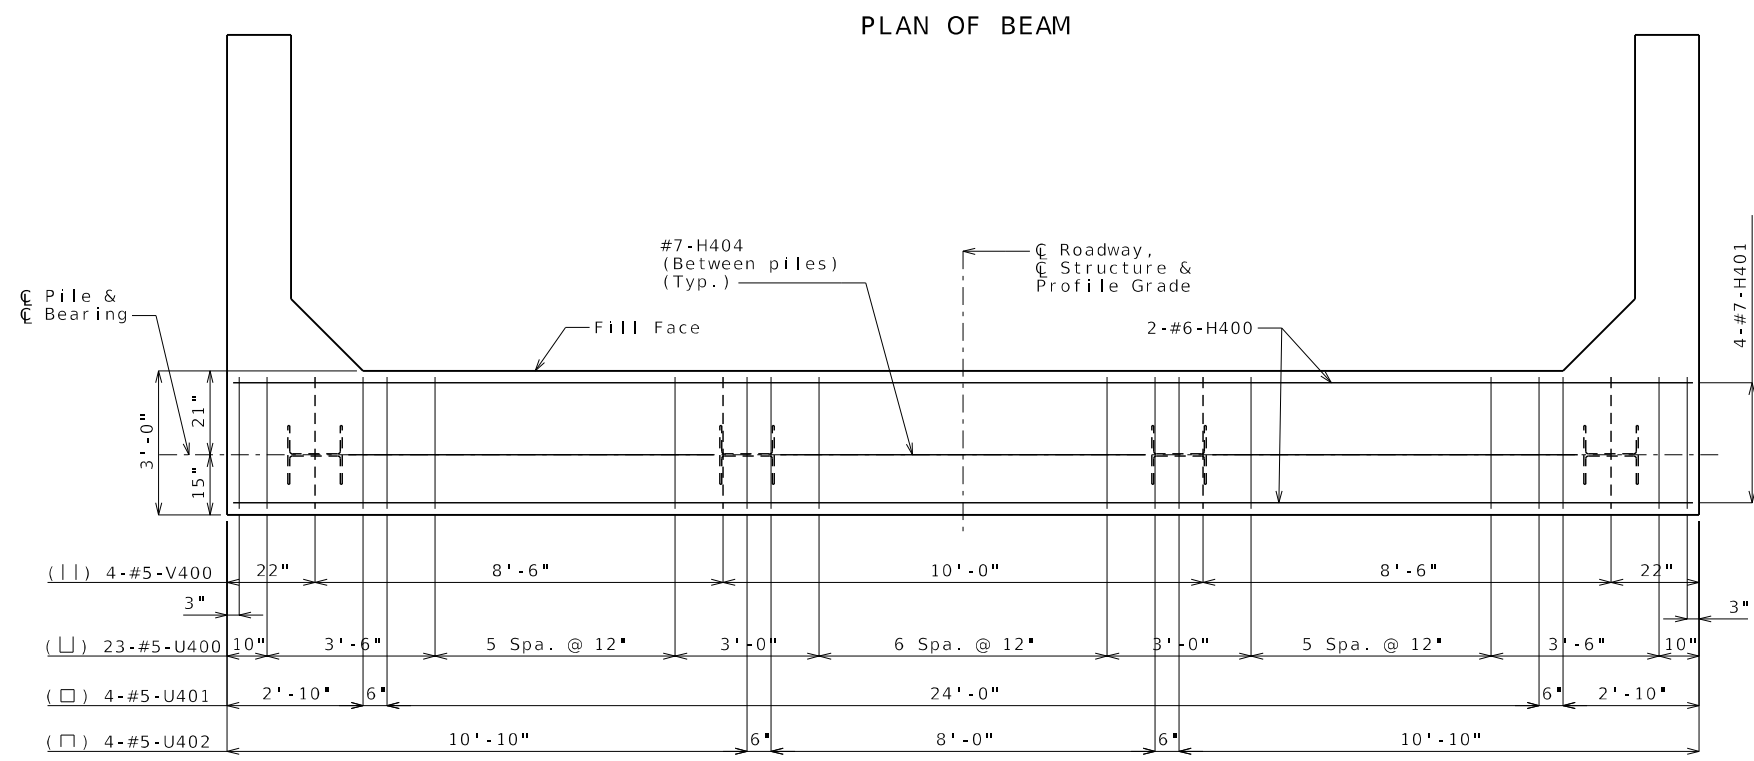 PLAN OF BEAM
#7-H404
(Between piles)
(Typ.)
℄ Roadway,
℄ Structure &
Profile Grade
4-#7-H401
℄ Pile &
℄ Bearing
Fill Face
2-#6-H400
3'-0"
21"
15"
(||) 4-#5-V400 22" 8'-6" 10'-0" 8'-6" 22"
3" 3"
(⊔) 23-#5-U400 10" 3'-6" 5 Spa. @ 12" 3'-0" 6 Spa. @ 12" 3'-0" 5 Spa. @ 12" 3'-6" 10"
(□) 4-#5-U401 2'-10" 6" 24'-0" 6" 2'-10"
(⊓) 4-#5-U402 10'-10" 6" 8'-0" 6" 10'-10"